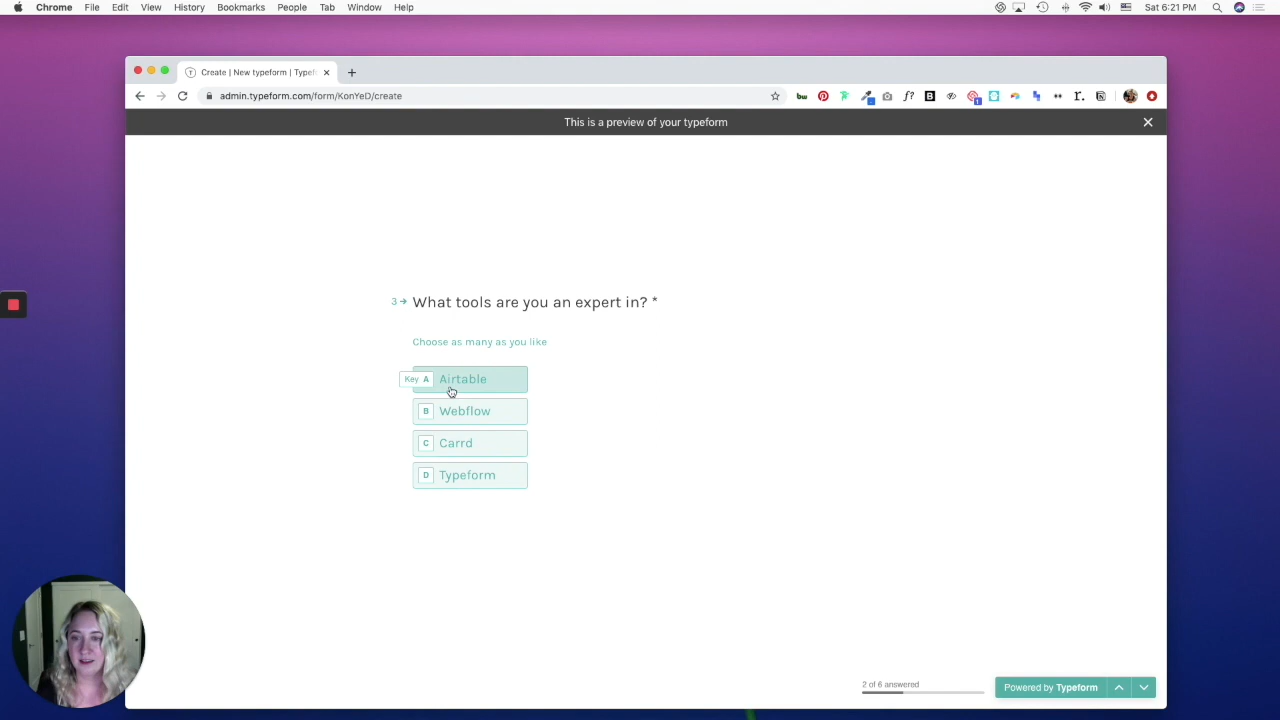 Chrome File Edit View History Bookmarks People Tab Window Help
Sat 6:21 PM
Create | New typeform | Typef
admin.typeform.com/form/KonYeD/create
This is a preview of your typeform
3 What tools are you an expert in? *
Choose as many as you like
Key A Airtable
B Webflow
C Carrd
D Typeform
2 of 6 answered
Powered by Typeform